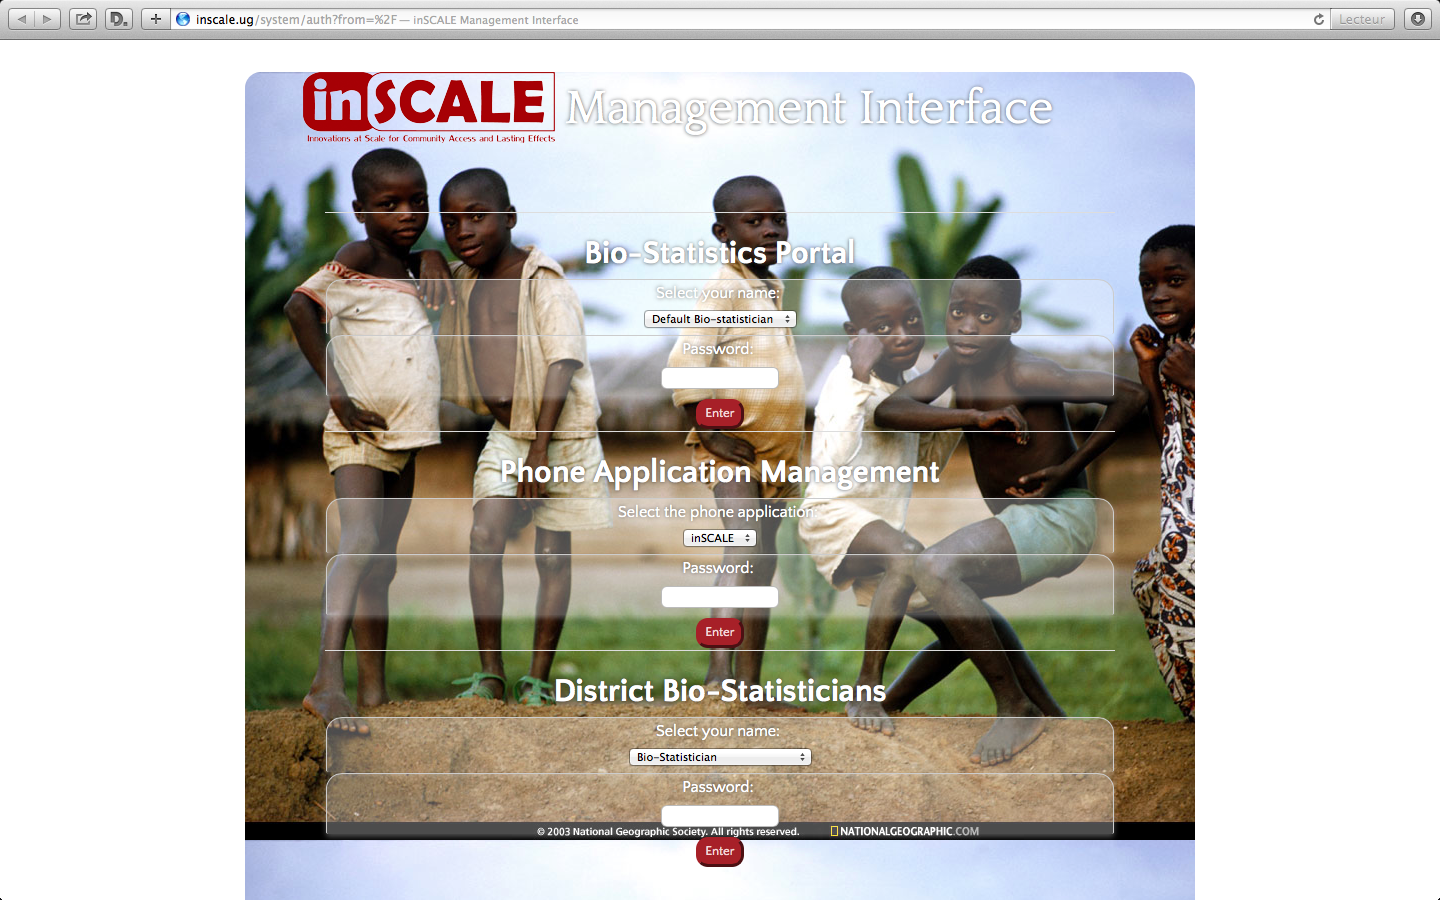 inscale.ug/system/auth?from=%2F — inSCALE Management Interface
Lecteur
inSCALE
Innovations at Scale for Community Access and Lasting Effects
Management Interface
Bio-Statistics Portal
Select your name:
Default Bio-statistician
Password:
Enter
Phone Application Management
Select the phone application:
inSCALE
Password:
Enter
District Bio-Statisticians
Select your name:
Bio-Statistician
Password:
© 2003 National Geographic Society. All rights reserved.
NATIONALGEOGRAPHIC.COM
Enter